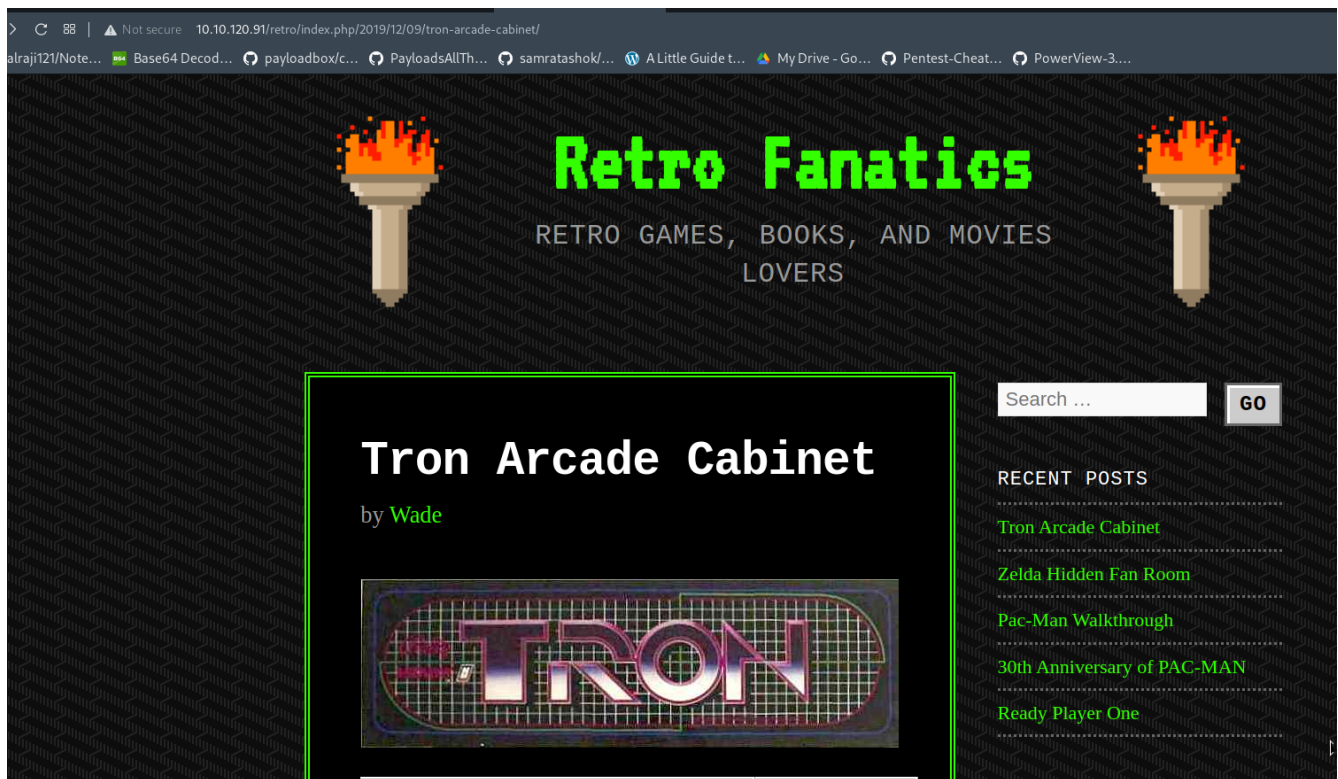 Not secure 10.10.120.91/retro/index.php/2019/12/09/tron-arcade-cabinet/
alraji121/Note… Base64 Decod… payloadbox/c… PayloadsAllTh… samratashok/… A Little Guide t… My Drive - Go… Pentest-Cheat… PowerView-3.…
Retro Fanatics
RETRO GAMES, BOOKS, AND MOVIES
LOVERS
Tron Arcade Cabinet
by Wade
TRON
Search …
GO
RECENT POSTS
Tron Arcade Cabinet
Zelda Hidden Fan Room
Pac-Man Walkthrough
30th Anniversary of PAC-MAN
Ready Player One